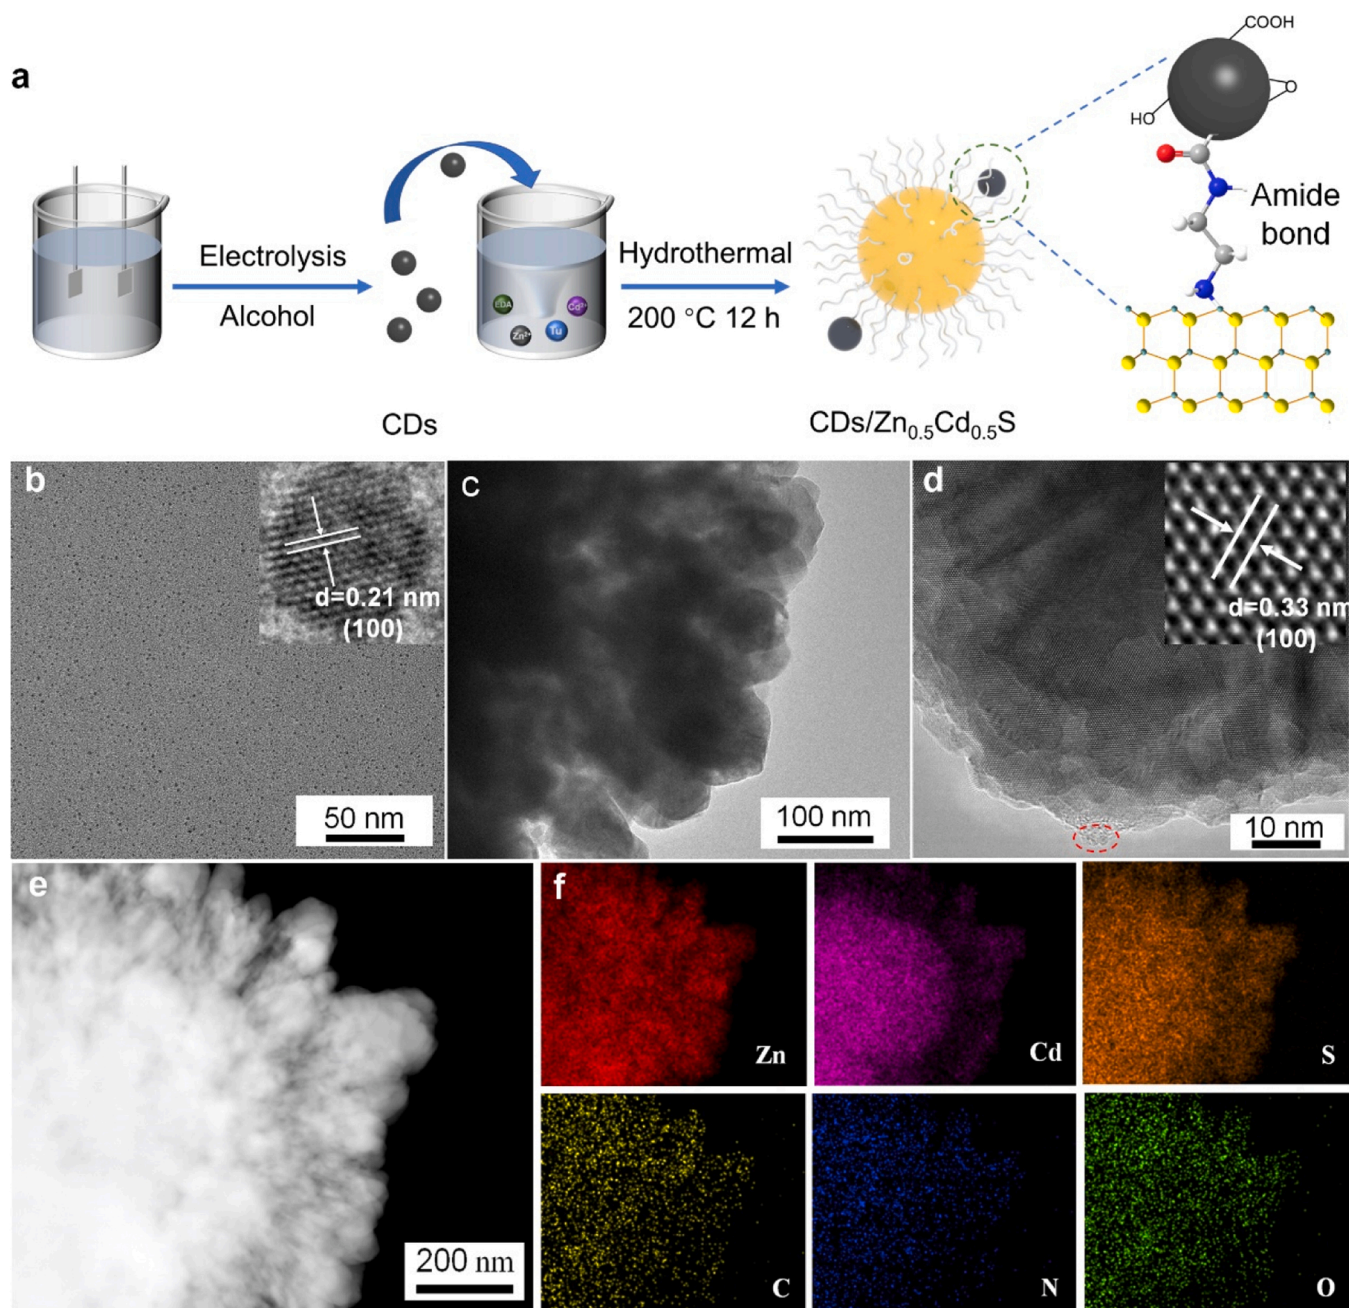 a
COOH
O
HO
Amide
bond
Electrolysis
Alcohol
EDA
Cd²⁺
Zn²⁺
Tu
Hydrothermal
200 °C 12 h
CDs
CDs/Zn₀.₅Cd₀.₅S
b
d=0.21 nm
(100)
50 nm
c
100 nm
d
d=0.33 nm
(100)
10 nm
e
200 nm
f
Zn
Cd
S
C
N
O